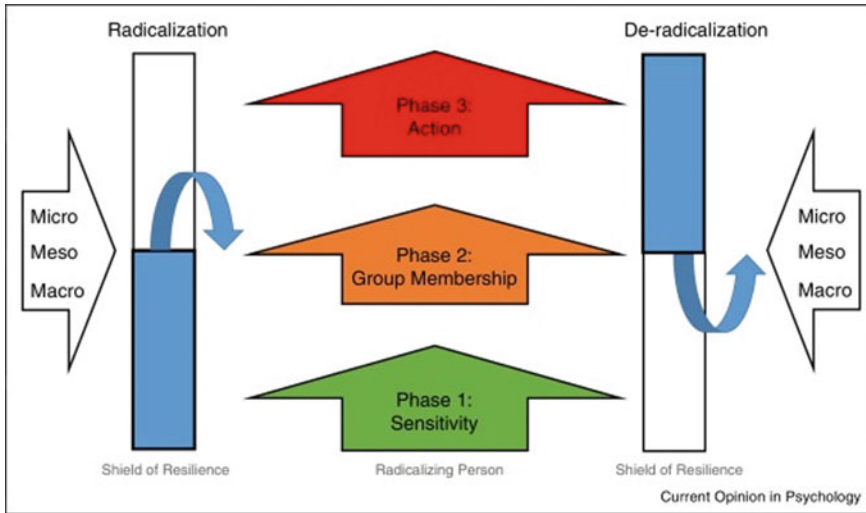 Radicalization
De-radicalization
Phase 3:
Action
Micro
Meso
Macro
Phase 2:
Group Membership
Micro
Meso
Macro
Phase 1:
Sensitivity
Shield of Resilience
Radicalizing Person
Shield of Resilience
Current Opinion in Psychology